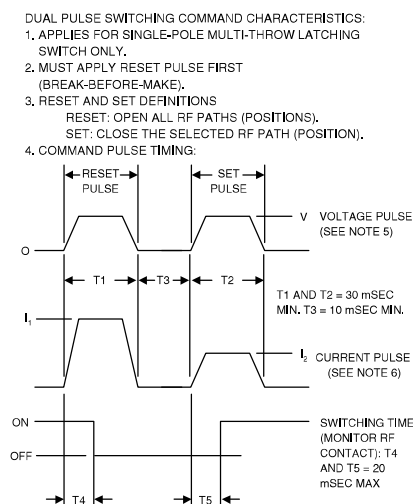 DUAL PULSE SWITCHING COMMAND CHARACTERISTICS:
1. APPLIES FOR SINGLE-POLE MULTI-THROW LATCHING
SWITCH ONLY.
2. MUST APPLY RESET PULSE FIRST
(BREAK-BEFORE-MAKE).
3. RESET AND SET DEFINITIONS
RESET: OPEN ALL RF PATHS (POSITIONS).
SET: CLOSE THE SELECTED RF PATH (POSITION).
4. COMMAND PULSE TIMING:
RESET
PULSE
SET
PULSE
V VOLTAGE PULSE
(SEE NOTE 5)
O
T1
T3
T2
T1 AND T2 = 30 mSEC
MIN. T3 = 10 mSEC MIN.
I1
I2 CURRENT PULSE
(SEE NOTE 6)
ON
OFF
SWITCHING TIME
(MONITOR RF
CONTACT): T4
AND T5 = 20
mSEC MAX
T4
T5